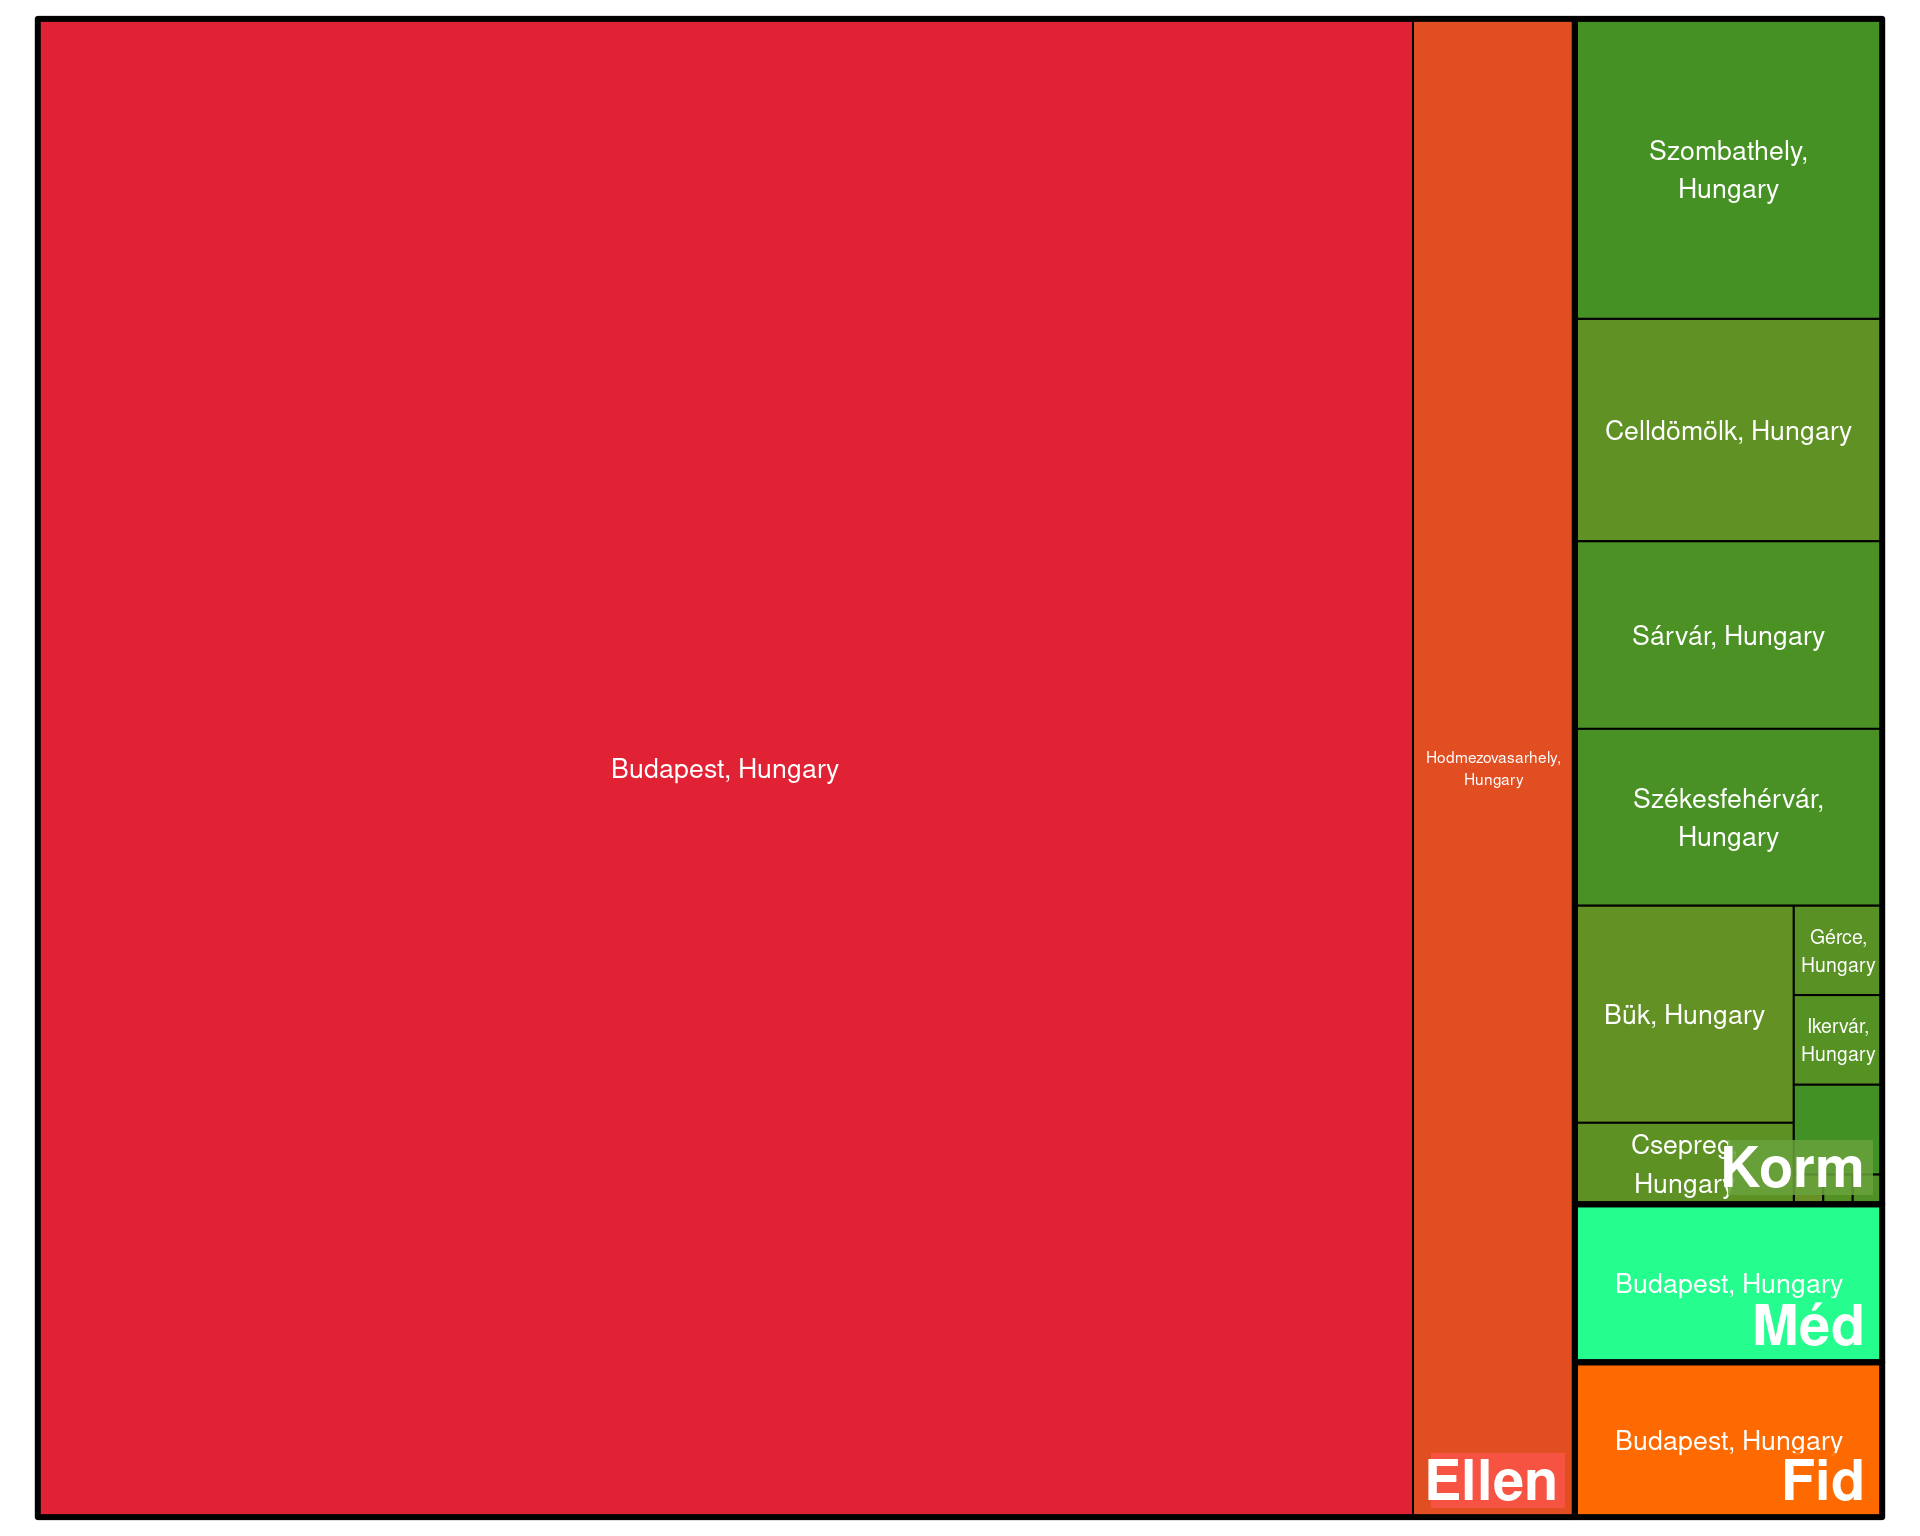 Budapest, Hungary
Hodmezovasarhely,
Hungary
Ellen
Szombathely,
Hungary
Celldömölk, Hungary
Sárvár, Hungary
Székesfehérvár,
Hungary
Bük, Hungary
Gérce,
Hungary
Ikervár,
Hungary
Csepreg
Hungary
Korm
Budapest, Hungary
Méd
Budapest, Hungary
Fid